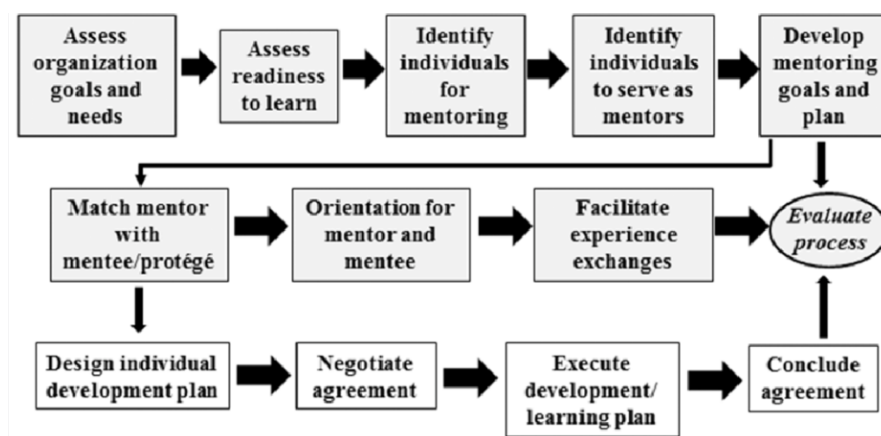 Assess
organization
goals and
needs
Assess
readiness
to learn
Identify
individuals
for
mentoring
Identify
individuals
to serve as
mentors
Develop
mentoring
goals and
plan
Match mentor
with
mentee/protégé
Orientation for
mentor and
mentee
Facilitate
experience
exchanges
Evaluate
process
Design individual
development plan
Negotiate
agreement
Execute
development/
learning plan
Conclude
agreement